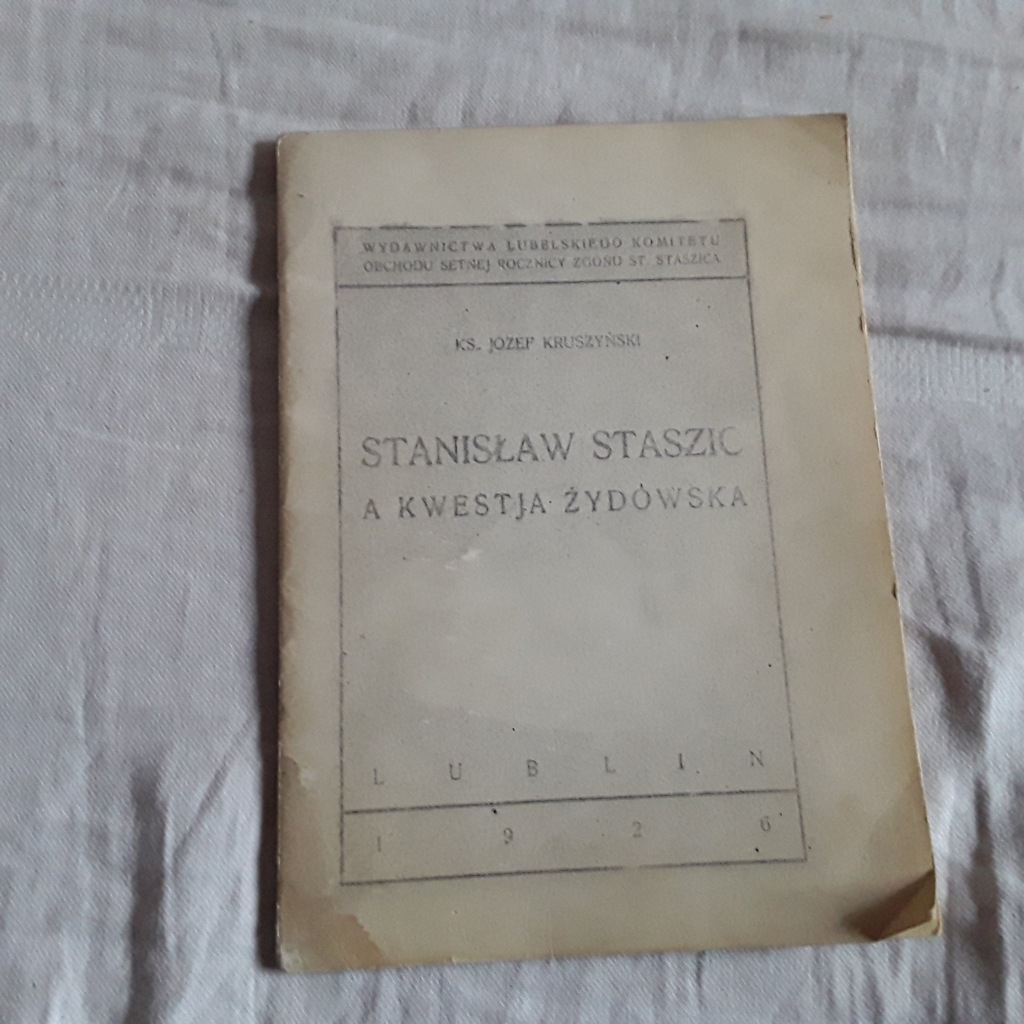 WYDAWNICTWA LUBELSKIEGO KOMITETU
OBCHODU SETNEJ ROCZNICY ZGONU ST. STASZICA
KS. JÓZEF KRUSZYŃSKI
STANISŁAW STASZIC
A KWESTJA ŻYDOWSKA
LUBLIN
1926